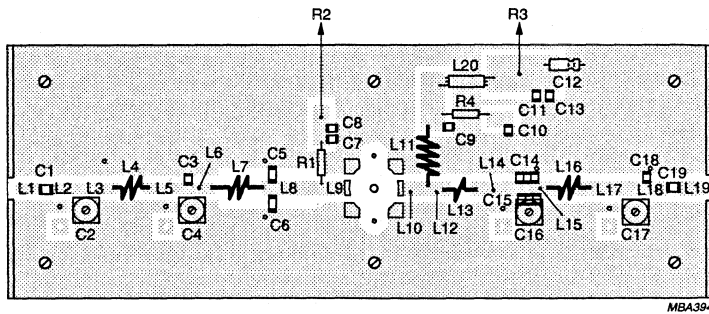 R2 R3
L20 C12
C11 C13
R4
C8
C7
L11 C9 C10
L6
L4 C3 L7 C5 R1 L14 C14 L16 C18
C1 C19
L1 L2 L3 L5 L8 L9 L17 L18 L19
C15
L13
C6 L10 L12 L15
C2 C4 C16 C17
MBA394